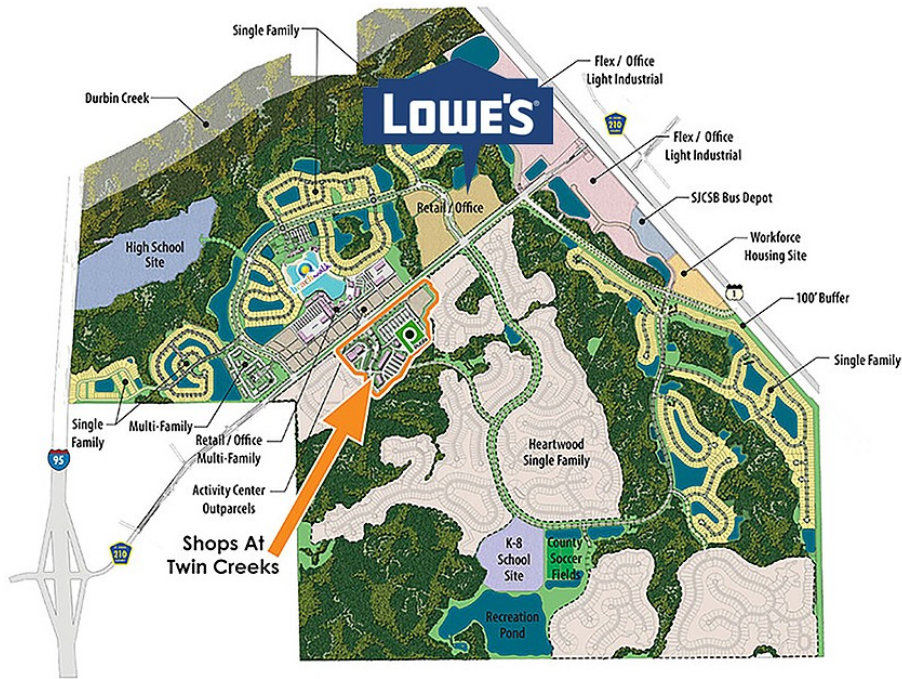 Single Family
Durbin Creek
Flex / Office
Light Industrial
LOWE'S®
210
Flex / Office
Light Industrial
SJCSB Bus Depot
Retail / Office
High School
Site
Workforce
Housing Site
1
100' Buffer
Single Family
Single
Family
Multi-Family
Retail / Office
Multi-Family
Activity Center
Outparcels
Heartwood
Single Family
95
210
Shops At
Twin Creeks
K-8
School
Site
County
Soccer
Fields
Recreation
Pond